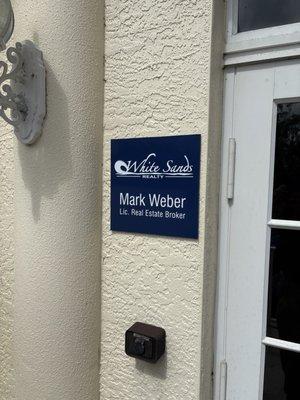 White Sands
REALTY
Mark Weber
Lic. Real Estate Broker